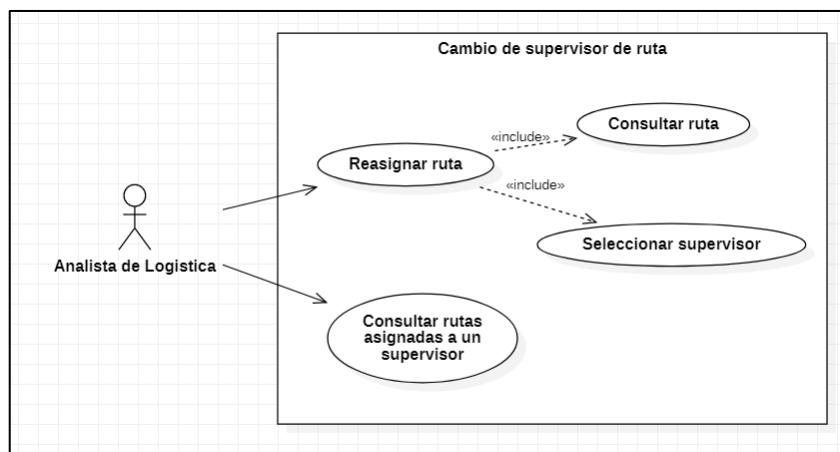 Cambio de supervisor de ruta
«include»
Consultar ruta
Reasignar ruta
«include»
Seleccionar supervisor
Analista de Logistica
Consultar rutas
asignadas a un
supervisor